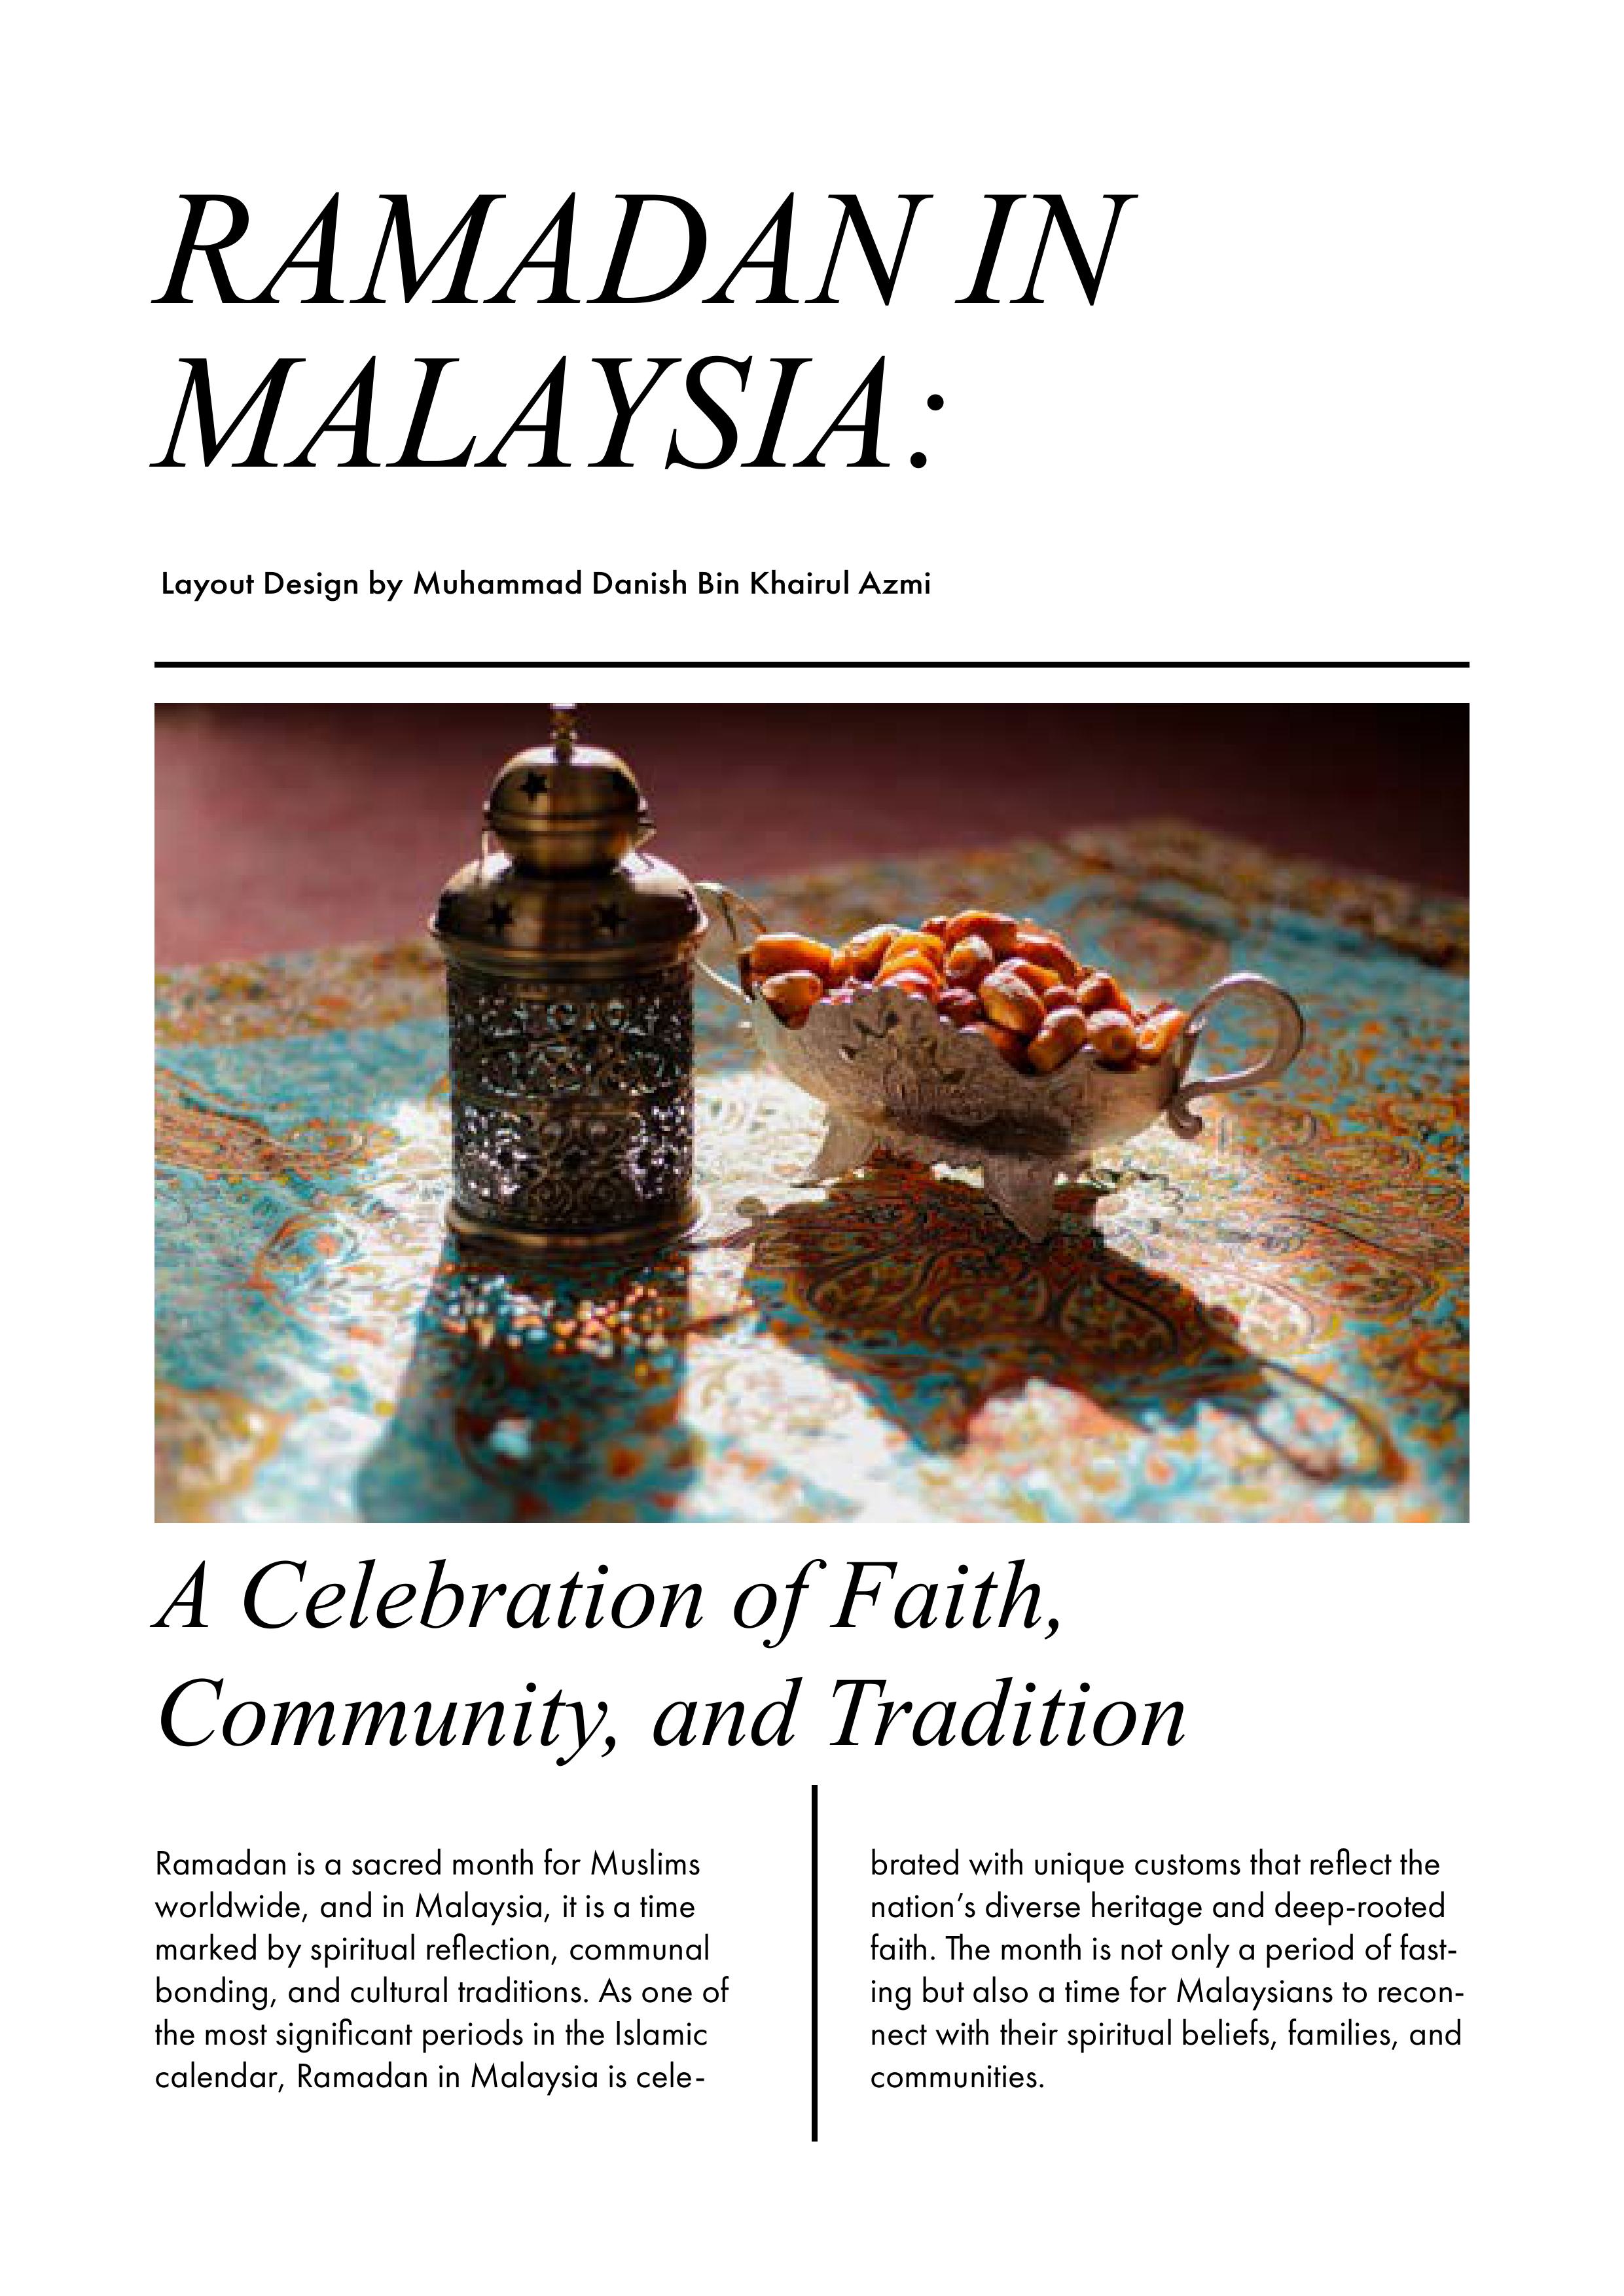 RAMADAN IN
MALAYSIA:
Layout Design by Muhammad Danish Bin Khairul Azmi
A Celebration of Faith,
Community, and Tradition
Ramadan is a sacred month for Muslims
worldwide, and in Malaysia, it is a time
marked by spiritual reflection, communal
bonding, and cultural traditions. As one of
the most significant periods in the Islamic
calendar, Ramadan in Malaysia is cele-
brated with unique customs that reflect the
nation’s diverse heritage and deep-rooted
faith. The month is not only a period of fast-
ing but also a time for Malaysians to recon-
nect with their spiritual beliefs, families, and
communities.